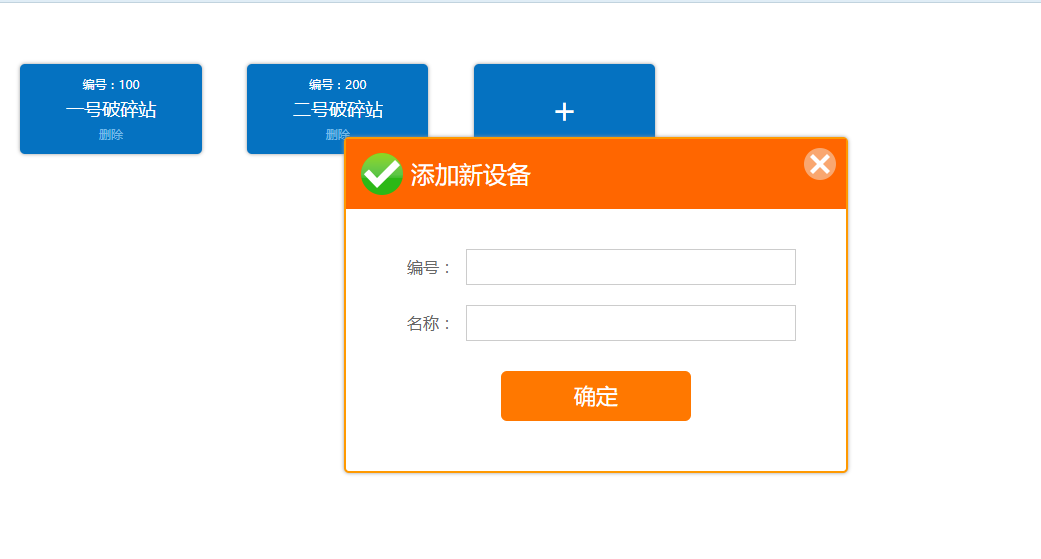 编号：100
一号破碎站
删除
编号：200
二号破碎站
删除
+
添加新设备
编号：
名称：
确定